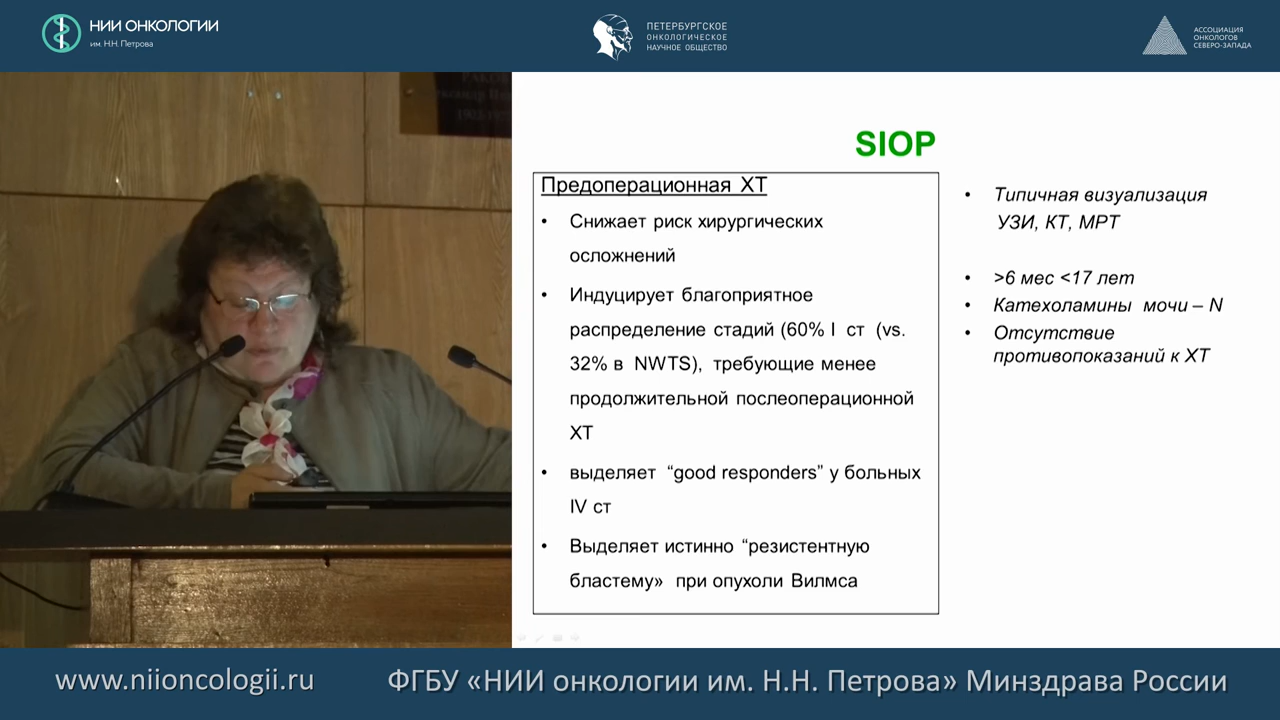 НИИ ОНКОЛОГИИ
им. Н.Н. Петрова
ПЕТЕРБУРГСКОЕ
ОНКОЛОГИЧЕСКОЕ
НАУЧНОЕ ОБЩЕСТВО
АССОЦИАЦИЯ
ОНКОЛОГОВ
СЕВЕРО-ЗАПАДА
SIOP
Предоперационная ХТ
• Снижает риск хирургических
осложнений
• Индуцирует благоприятное
распределение стадий (60% I ст (vs.
32% в NWTS), требующие менее
продолжительной послеоперационной
ХТ
• выделяет “good responders” у больных
IV ст
• Выделяет истинно “резистентную
бластему» при опухоли Вилмса
• Типичная визуализация
УЗИ, КТ, МРТ
• >6 мес <17 лет
• Катехоламины мочи – N
• Отсутствие
противопоказаний к ХТ
www.niioncologii.ru
ФГБУ «НИИ онкологии им. Н.Н. Петрова» Минздрава России